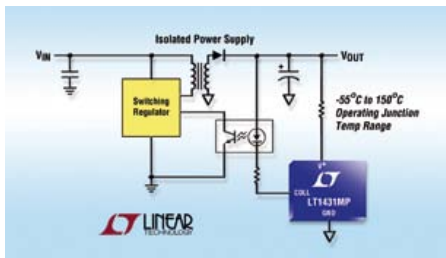 Isolated Power Supply
VIN
VOUT
Switching
Regulator
-55°C to 150°C
Operating Junction
Temp Range
V+
COLL
LT1431MP
GND
LINEAR
TECHNOLOGY